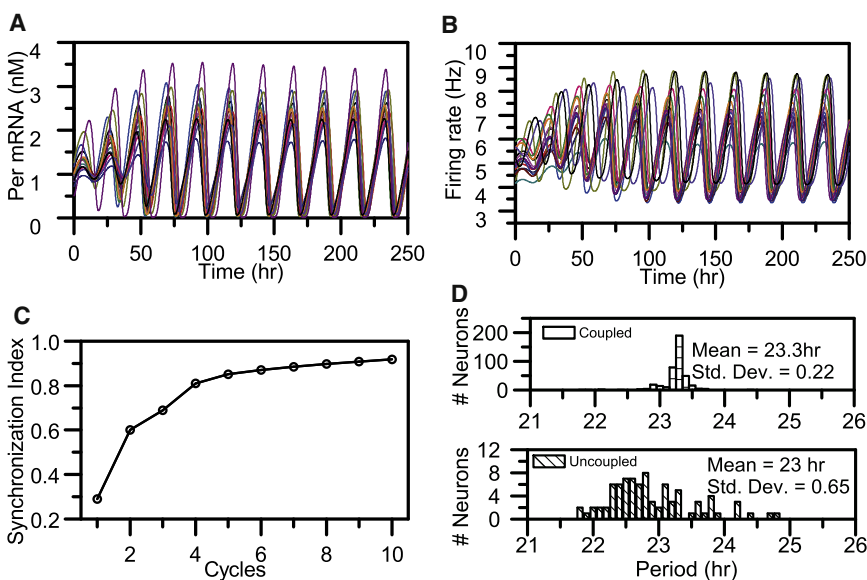 A
Per mRNA (nM)
4
3
2
1
0
0 50 100 150 200 250
Time (hr)
B
Firing rate (Hz)
10
9
8
7
6
5
4
3
0 50 100 150 200 250
Time (hr)
C
Synchronization Index
1.0
0.8
0.6
0.4
0.2
2 4 6 8 10
Cycles
D
# Neurons
200
100
0
Coupled
Mean = 23.3hr
Std. Dev. = 0.22
21 22 23 24 25 26
# Neurons
12
8
4
0
Uncoupled
Mean = 23 hr
Std. Dev. = 0.65
21 22 23 24 25 26
Period (hr)